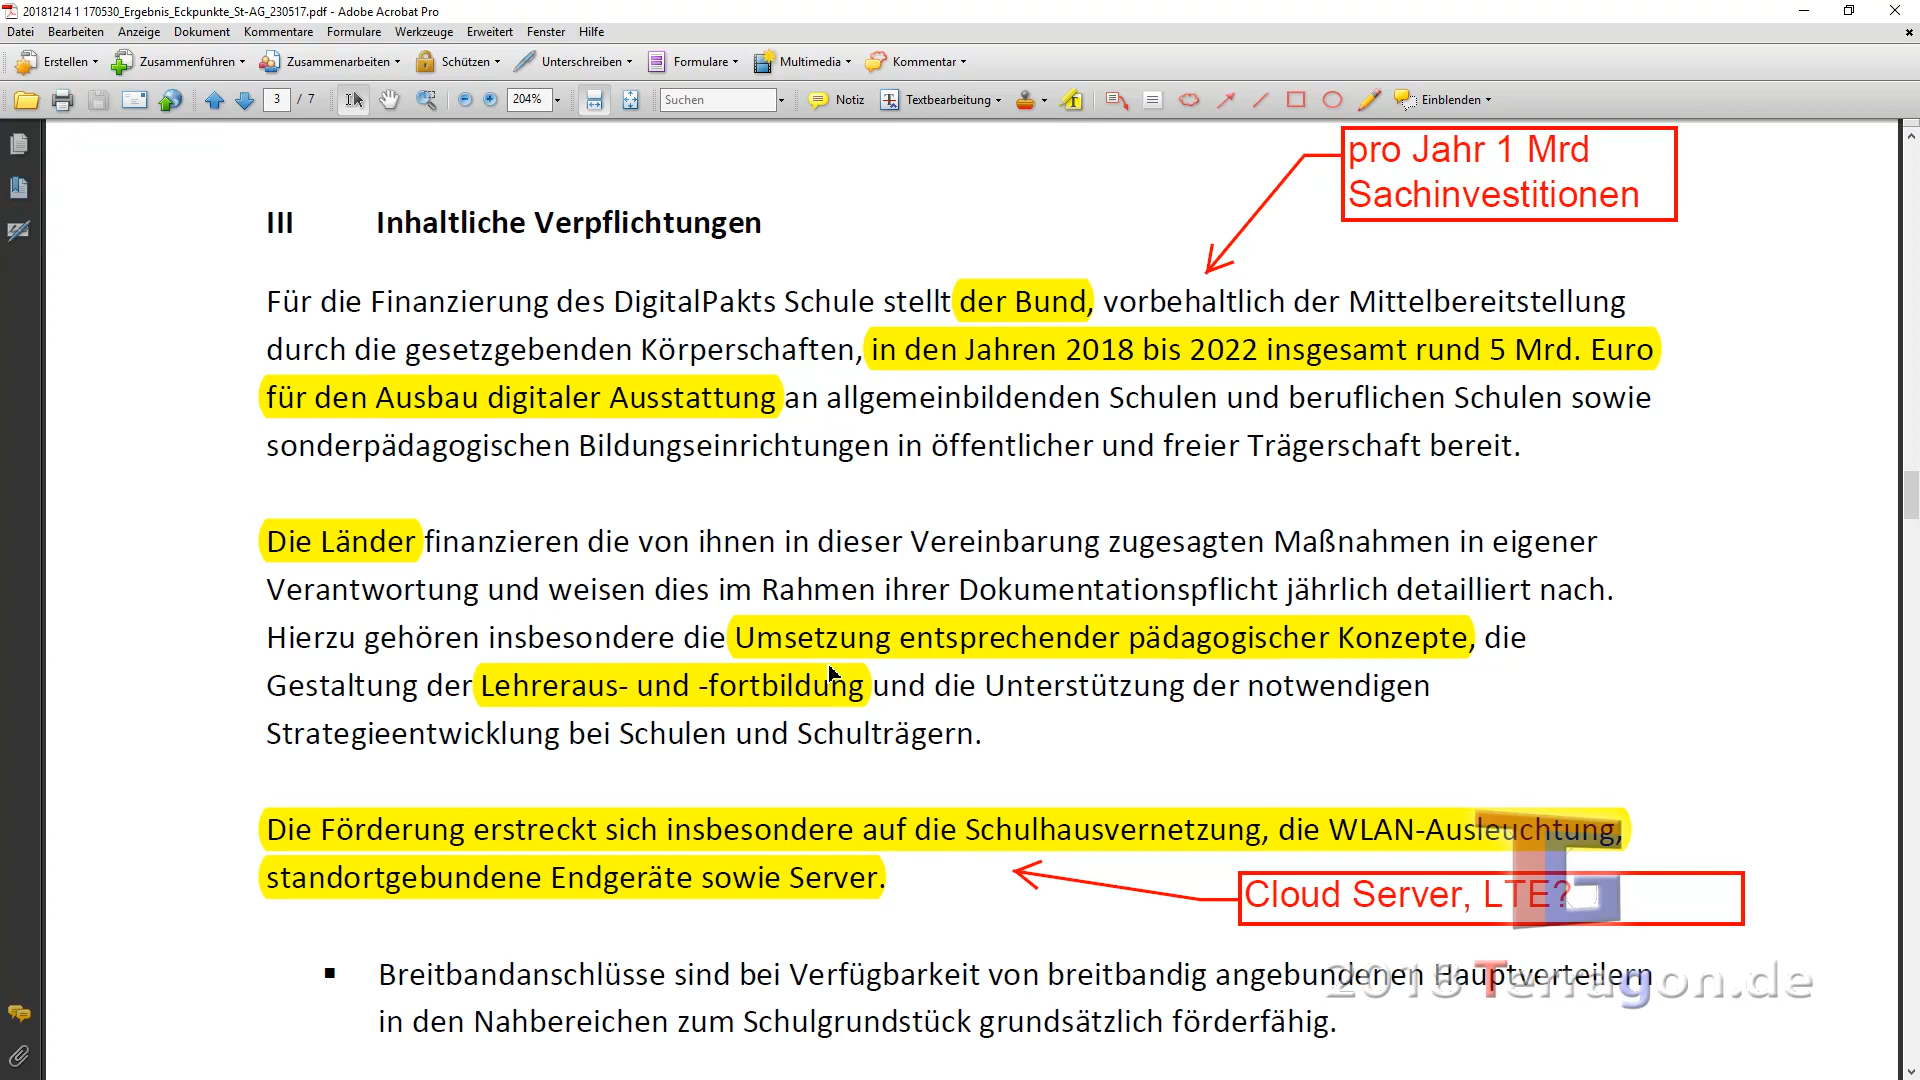 20181214 1 170530_Ergebnis_Eckpunkte_St-AG_230517.pdf - Adobe Acrobat Pro
Datei Bearbeiten Anzeige Dokument Kommentare Formulare Werkzeuge Erweitert Fenster Hilfe
Erstellen Zusammenführen Zusammenarbeiten Schützen Unterschreiben Formulare Multimedia Kommentar
3 / 7 204% Suchen Notiz Textbearbeitung Einblenden
pro Jahr 1 Mrd
Sachinvestitionen
III Inhaltliche Verpflichtungen
Für die Finanzierung des DigitalPakts Schule stellt der Bund, vorbehaltlich der Mittelbereitstellung
durch die gesetzgebenden Körperschaften, in den Jahren 2018 bis 2022 insgesamt rund 5 Mrd. Euro
für den Ausbau digitaler Ausstattung an allgemeinbildenden Schulen und beruflichen Schulen sowie
sonderpädagogischen Bildungseinrichtungen in öffentlicher und freier Trägerschaft bereit.
Die Länder finanzieren die von ihnen in dieser Vereinbarung zugesagten Maßnahmen in eigener
Verantwortung und weisen dies im Rahmen ihrer Dokumentationspflicht jährlich detailliert nach.
Hierzu gehören insbesondere die Umsetzung entsprechender pädagogischer Konzepte, die
Gestaltung der Lehreraus- und -fortbildung und die Unterstützung der notwendigen
Strategieentwicklung bei Schulen und Schulträgern.
Die Förderung erstreckt sich insbesondere auf die Schulhausvernetzung, die WLAN-Ausleuchtung,
standortgebundene Endgeräte sowie Server.
Cloud Server, LTE?
TG
▪ Breitbandanschlüsse sind bei Verfügbarkeit von breitbandig angebundenen Hauptverteilern
2018 Terragon.de
in den Nahbereichen zum Schulgrundstück grundsätzlich förderfähig.